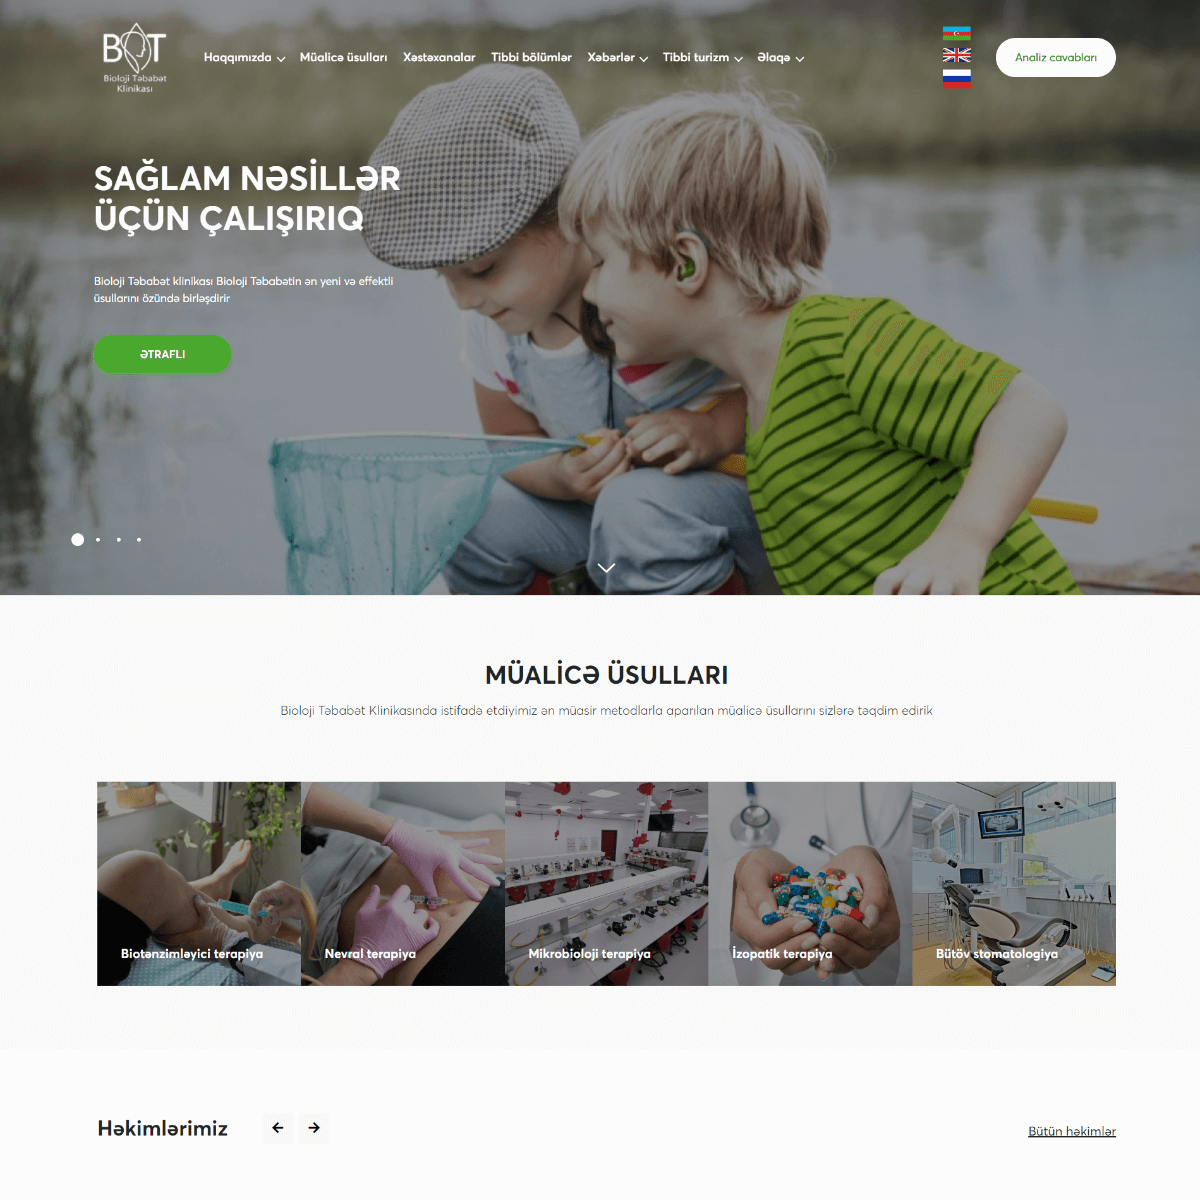 BOT
Bioloji Təbabət
Klinikası
Haqqımızda
Müalicə üsulları
Xəstəxanalar
Tibbi bölümlər
Xəbərlər
Tibbi turizm
Əlaqə
Analiz cavabları
SAĞLAM NƏSİLLƏR
ÜÇÜN ÇALIŞIRIQ
Bioloji Təbabət klinikası Bioloji Təbabətin ən yeni və effektli
üsullarını özündə birləşdirir
ƏTRAFLI
MÜALİCƏ ÜSULLARI
Bioloji Təbabət Klinikasında istifadə etdiyimiz ən müasir metodlarla aparılan müalicə üsullarını sizlərə təqdim edirik
Biotənzimləyici terapiya
Nevral terapiya
Mikrobioloji terapiya
İzopatik terapiya
Bütöv stomatologiya
Həkimlərimiz
Bütün həkimlər